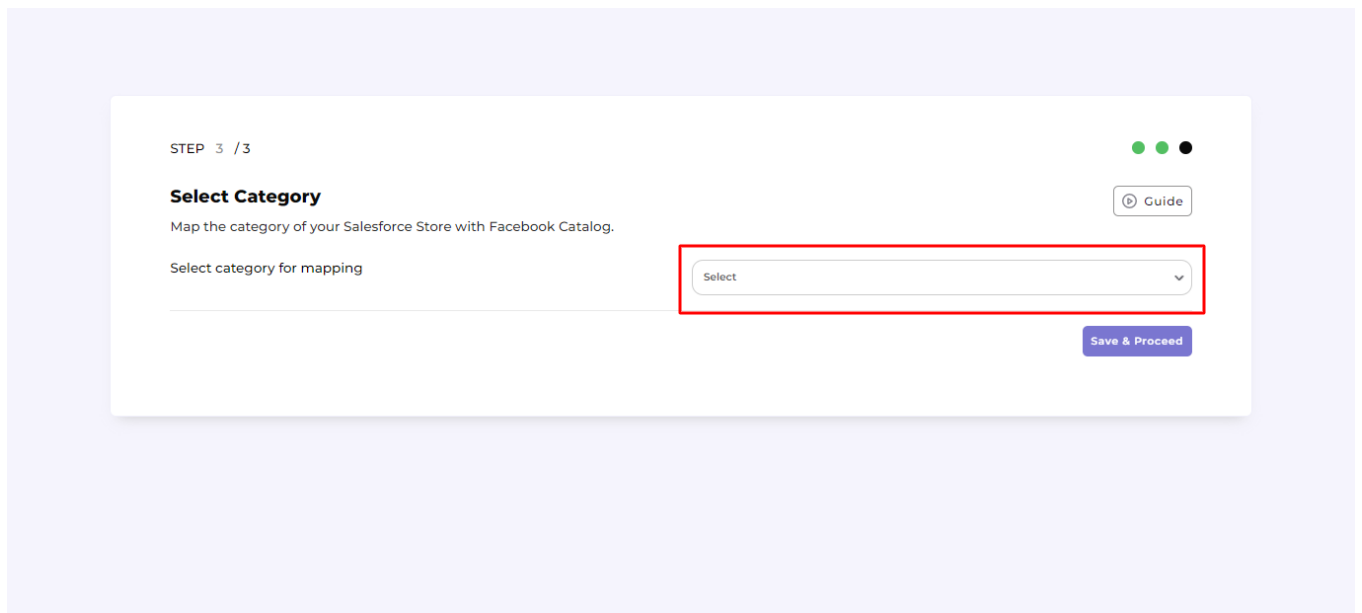 STEP 3 / 3
Select Category
Guide
Map the category of your Salesforce Store with Facebook Catalog.
Select category for mapping
Select
Save & Proceed